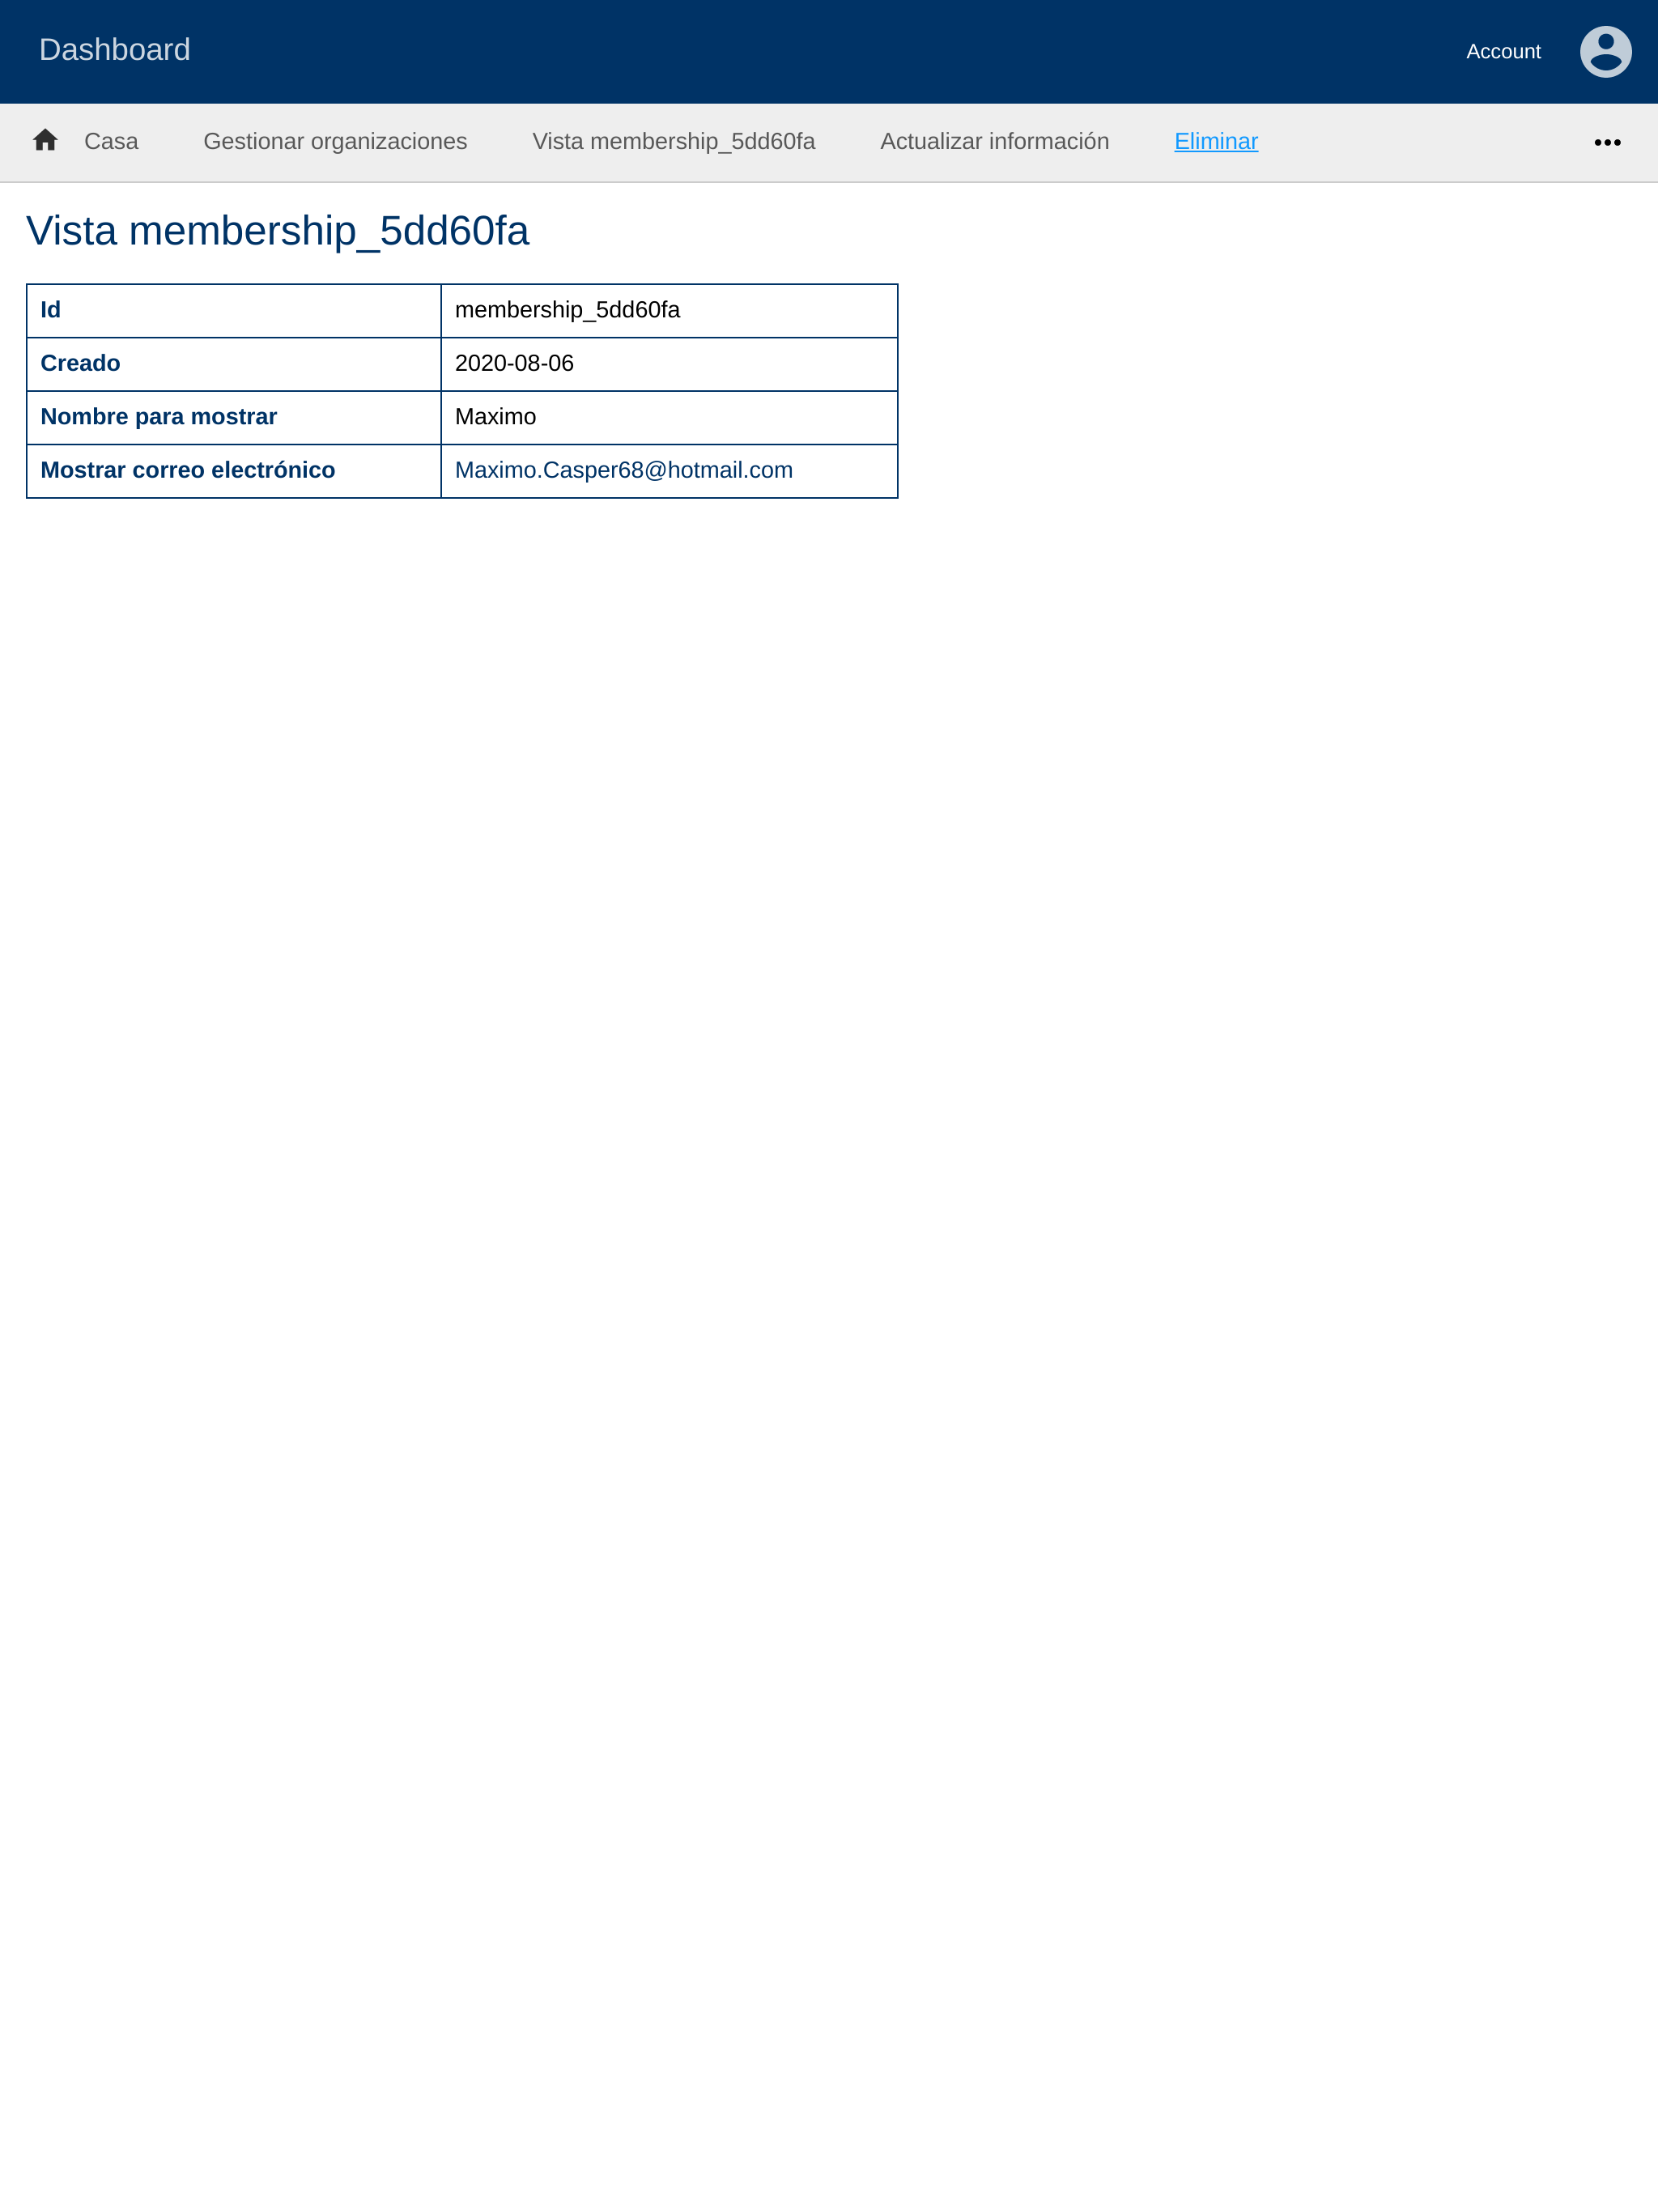 Dashboard
Account
Casa Gestionar organizaciones Vista membership_5dd60fa Actualizar información Eliminar
Vista membership_5dd60fa
Id membership_5dd60fa
Creado 2020-08-06
Nombre para mostrar Maximo
Mostrar correo electrónico Maximo.Casper68@hotmail.com